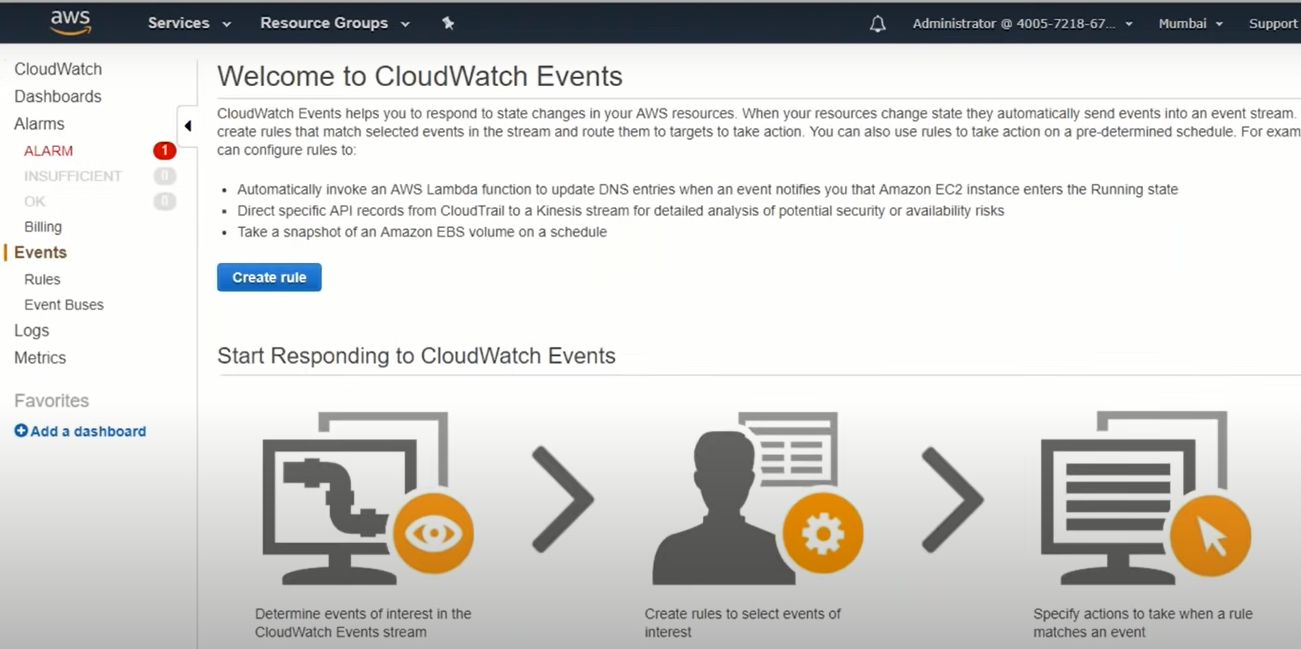 aws
Services
Resource Groups
Administrator @ 4005-7218-67...
Mumbai
Support
CloudWatch
Dashboards
Alarms
ALARM 1
INSUFFICIENT 0
OK 0
Billing
Events
Rules
Event Buses
Logs
Metrics
Favorites
Add a dashboard
Welcome to CloudWatch Events
CloudWatch Events helps you to respond to state changes in your AWS resources. When your resources change state they automatically send events into an event stream.
create rules that match selected events in the stream and route them to targets to take action. You can also use rules to take action on a pre-determined schedule. For exam
can configure rules to:
• Automatically invoke an AWS Lambda function to update DNS entries when an event notifies you that Amazon EC2 instance enters the Running state
• Direct specific API records from CloudTrail to a Kinesis stream for detailed analysis of potential security or availability risks
• Take a snapshot of an Amazon EBS volume on a schedule
Create rule
Start Responding to CloudWatch Events
Determine events of interest in the
CloudWatch Events stream
Create rules to select events of
interest
Specify actions to take when a rule
matches an event